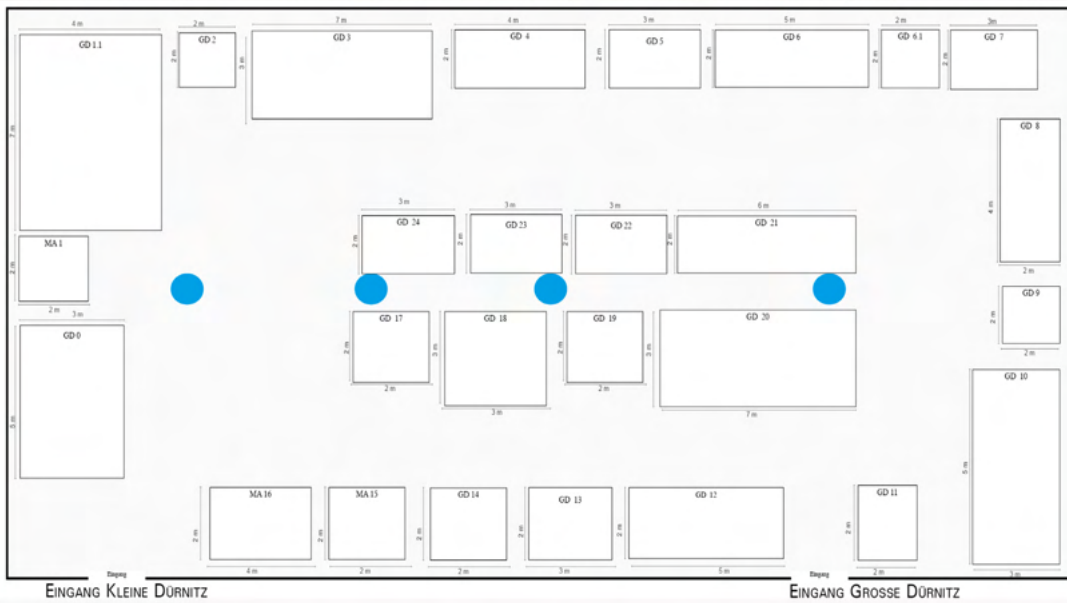 4 m
2 m
7 m
4 m
3 m
5 m
2 m
3m
GD 1.1
GD 2
GD 3
GD 4
GD 5
GD 6
GD 6.1
GD 7
2 m
3 m
2 m
2 m
2 m
2 m
2 m
7 m
GD 8
4 m
2 m
3 m
3 m
3 m
6 m
GD 24
GD 23
GD 22
GD 21
2 m
2 m
2 m
2 m
MA 1
2 m
2 m
GD 9
2 m
2 m
3 m
GD 0
5 m
GD 17
GD 18
GD 19
GD 20
2 m
3 m
2 m
3 m
2 m
3 m
2 m
7 m
GD 10
5 m
3 m
MA 16
MA 15
GD 14
GD 13
GD 12
GD 11
2 m
2 m
2 m
2 m
2 m
2 m
4 m
2 m
2 m
3 m
5 m
2 m
Eingang
Eingang
EINGANG KLEINE DÜRNITZ
EINGANG GROSSE DÜRNITZ